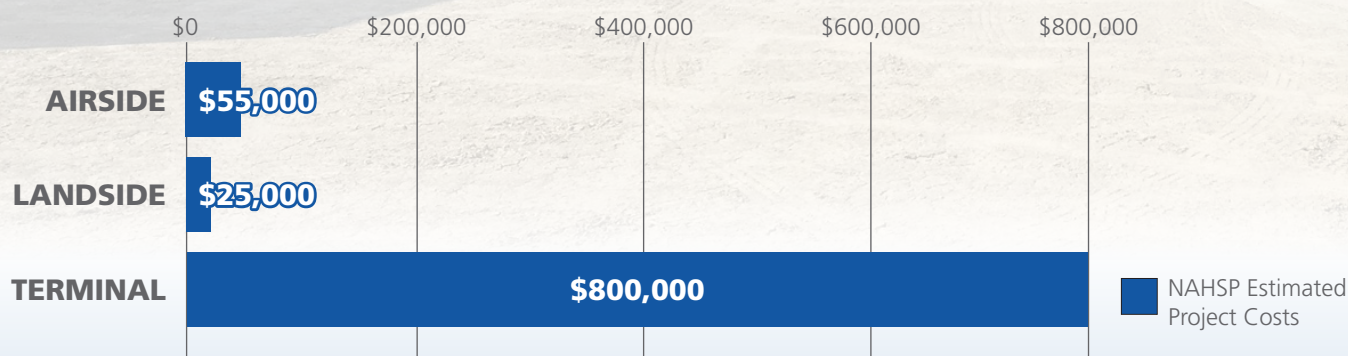 $0 $200,000 $400,000 $600,000 $800,000
AIRSIDE $55,000
LANDSIDE $25,000
TERMINAL $800,000
NAHSP Estimated
Project Costs